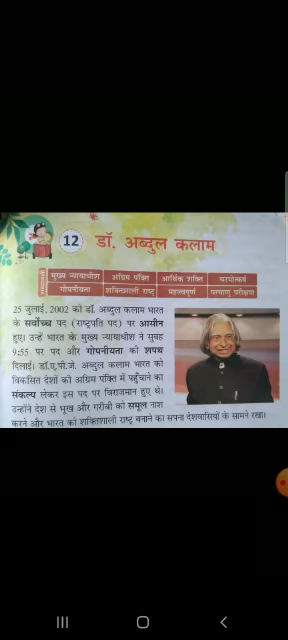 12 डॉ. अब्दुल कलाम
मुख्य न्यायाधीश अग्रिम पंक्ति आर्थिक शक्ति चरमोत्कर्ष
गोपनीयता शक्तिशाली राष्ट्र महत्त्वपूर्ण परमाणु परीक्षण
25 जुलाई, 2002 को डॉ. अब्दुल कलाम भारत
के सर्वोच्च पद (राष्ट्रपति पद) पर आसीन
हुए। उन्हें भारत के मुख्य न्यायाधीश ने सुबह
9:55 पर पद और गोपनीयता की शपथ
दिलाई। डॉ.ए.पी.जे. अब्दुल कलाम भारत को
विकसित देशों की अग्रिम पंक्ति में पहुँचाने का
संकल्प लेकर इस पद पर विराजमान हुए थे।
उन्होंने देश से भूख और गरीबी को समूल नाश
करने और भारत को शक्तिशाली राष्ट्र बनाने का सपना देशवासियों के सामने रखा।